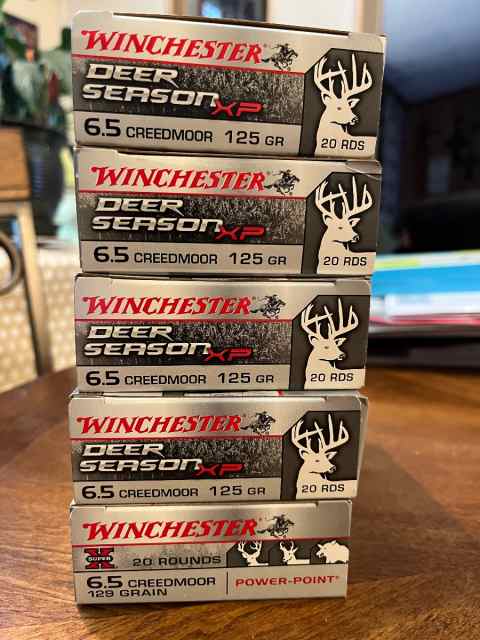 WINCHESTER
DEER
SEASON XP
6.5 CREEDMOOR 125 GR
20 RDS
WINCHESTER
DEER
SEASON XP
6.5 CREEDMOOR 125 GR
20 RDS
WINCHESTER
DEER
SEASON XP
6.5 CREEDMOOR 125 GR
20 RDS
WINCHESTER
DEER
SEASON XP
6.5 CREEDMOOR 125 GR
20 RDS
WINCHESTER
X SUPER 20 ROUNDS
6.5 CREEDMOOR POWER-POINT®
129 GRAIN